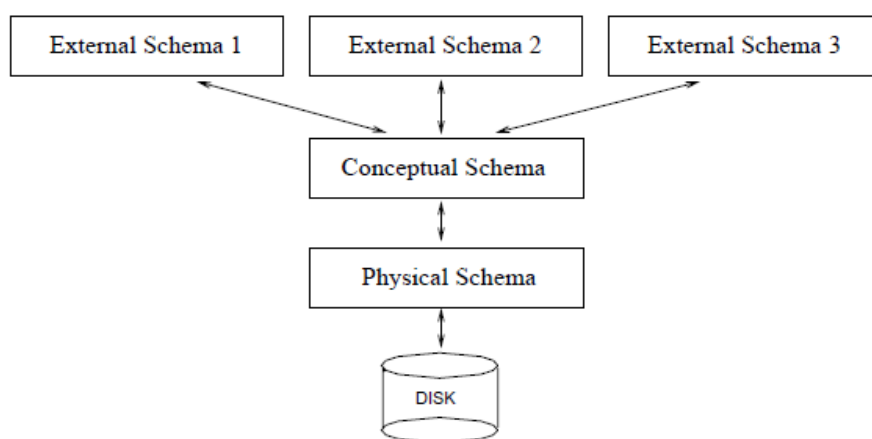 External Schema 1
External Schema 2
External Schema 3
Conceptual Schema
Physical Schema
DISK